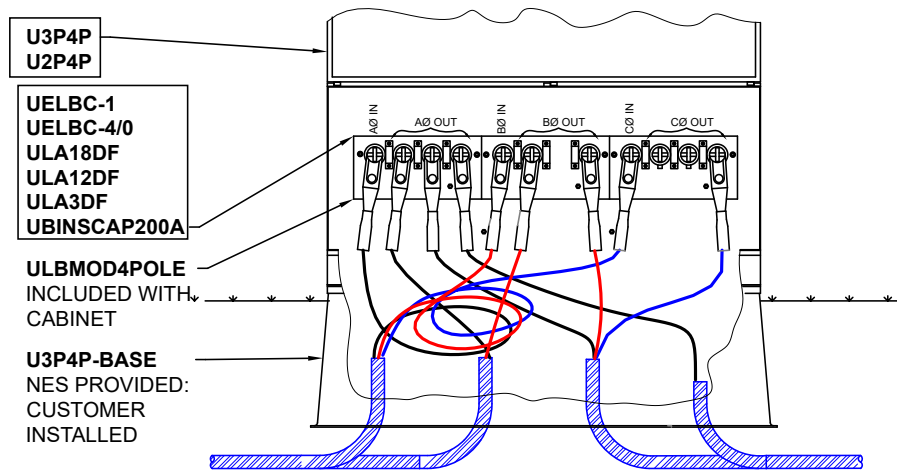 U3P4P
U2P4P
UELBC-1
UELBC-4/0
ULA18DF
ULA12DF
ULA3DF
UBINSCAP200A
ULBMOD4POLE
INCLUDED WITH
CABINET
U3P4P-BASE
NES PROVIDED:
CUSTOMER
INSTALLED
AØ IN
AØ OUT
BØ IN
BØ OUT
CØ IN
CØ OUT